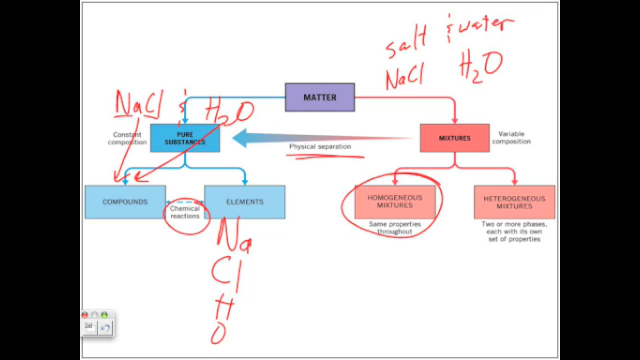 salt & water
NaCl H2O
NaCl & H2O
MATTER
Constant composition
PURE SUBSTANCES
Physical separation
MIXTURES
Variable composition
COMPOUNDS
Chemical reactions
ELEMENTS
HOMOGENEOUS MIXTURES
HETEROGENEOUS MIXTURES
Same properties throughout
Two or more phases, each with its own set of properties
Na
Cl
H
O